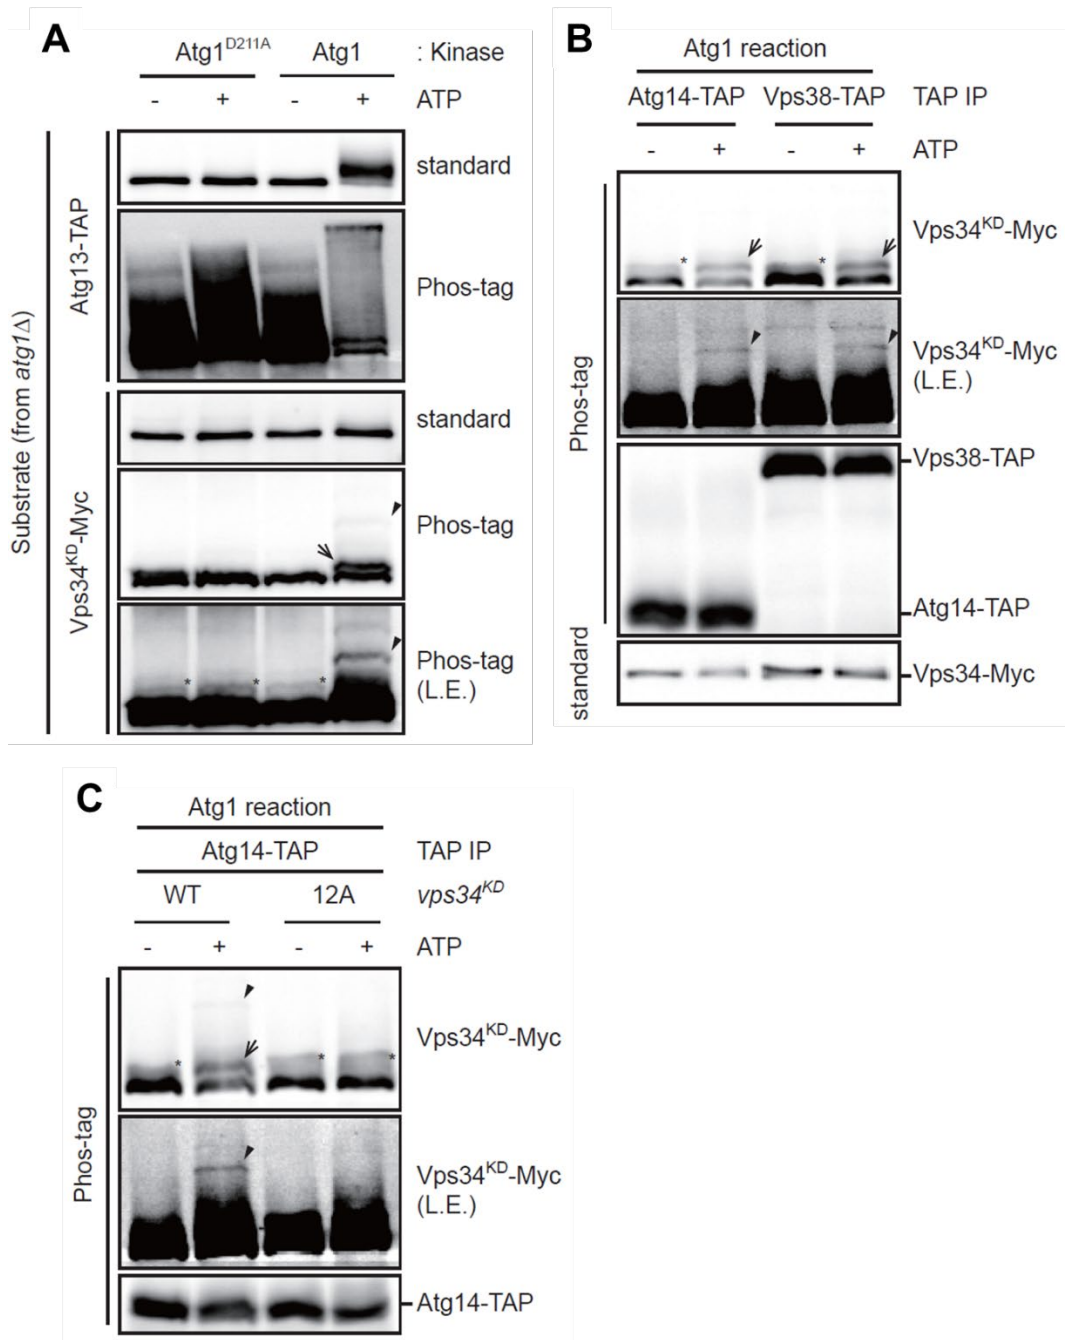 A
Atg1D211A Atg1 : Kinase
- + - + ATP
Substrate (from atg1Δ)
Atg13-TAP
standard
Phos-tag
Vps34KD-Myc
standard
Phos-tag
Phos-tag
(L.E.)
* * *
B
Atg1 reaction
Atg14-TAP Vps38-TAP TAP IP
- + - + ATP
Phos-tag
* * Vps34KD-Myc
Vps34KD-Myc
(L.E.)
Vps38-TAP
Atg14-TAP
standard
Vps34-Myc
C
Atg1 reaction
Atg14-TAP TAP IP
WT 12A vps34KD
- + - + ATP
Phos-tag
* * * Vps34KD-Myc
Vps34KD-Myc
(L.E.)
Atg14-TAP